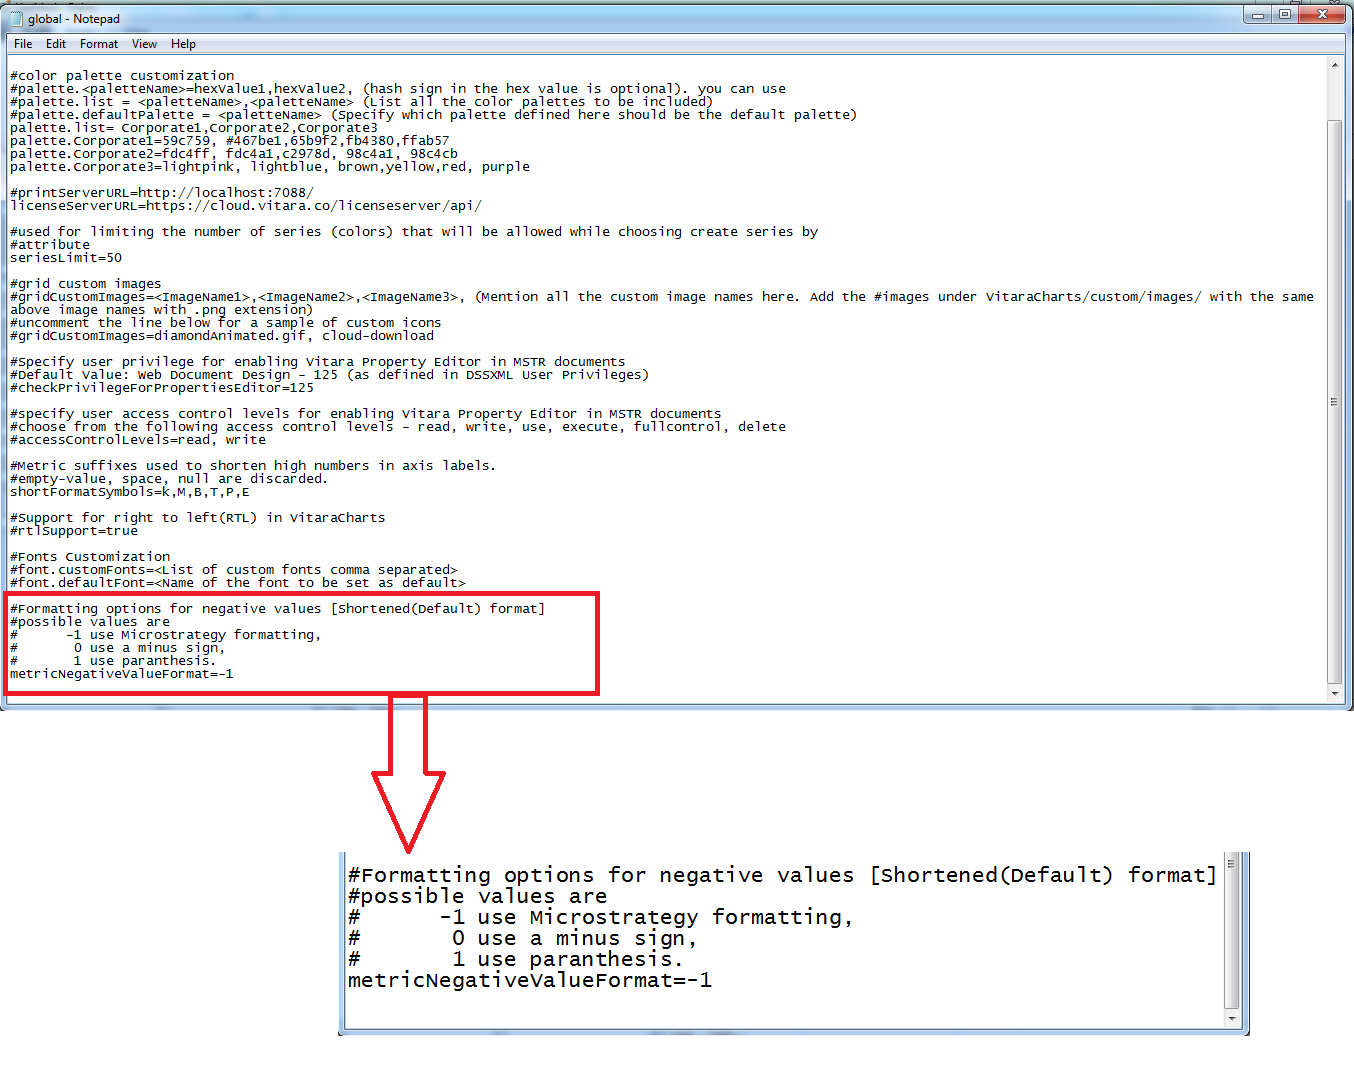 global - Notepad
File Edit Format View Help
#color palette customization
#palette.<paletteName>=hexValue1,hexValue2, (hash sign in the hex value is optional). you can use
#palette.list = <paletteName>,<paletteName> (List all the color palettes to be included)
#palette.defaultPalette = <paletteName> (Specify which palette defined here should be the default palette)
palette.list= Corporate1,Corporate2,Corporate3
palette.Corporate1=59c759, #467be1,65b9f2,fb4380,ffab57
palette.Corporate2=fdc4ff, fdc4a1,c2978d, 98c4a1, 98c4cb
palette.Corporate3=lightpink, lightblue, brown,yellow,red, purple
#printServerURL=http://localhost:7088/
licenseServerURL=https://cloud.vitara.co/licenseserver/api/
#used for limiting the number of series (colors) that will be allowed while choosing create series by
#attribute
seriesLimit=50
#grid custom images
#gridCustomImages=<ImageName1>,<ImageName2>,<ImageName3>, (Mention all the custom image names here. Add the #images under VitaraCharts/custom/images/ with the same
above image names with .png extension)
#uncomment the line below for a sample of custom icons
#gridCustomImages=diamondAnimated.gif, cloud-download
#Specify user privilege for enabling Vitara Property Editor in MSTR documents
#Default Value: Web Document Design - 125 (as defined in DSSXML User Privileges)
#checkPrivilegeForPropertiesEditor=125
#specify user access control levels for enabling Vitara Property Editor in MSTR documents
#choose from the following access control levels - read, write, use, execute, fullcontrol, delete
#accessControlLevels=read, write
#Metric suffixes used to shorten high numbers in axis labels.
#empty-value, space, null are discarded.
shortFormatSymbols=k,M,B,T,P,E
#Support for right to left(RTL) in VitaraCharts
#rtlSupport=true
#Fonts Customization
#font.customFonts=<List of custom fonts comma separated>
#font.defaultFont=<Name of the font to be set as default>
#Formatting options for negative values [Shortened(Default) format]
#possible values are
# -1 use Microstrategy formatting,
# 0 use a minus sign,
# 1 use paranthesis.
metricNegativeValueFormat=-1
#Formatting options for negative values [Shortened(Default) format]
#possible values are
# -1 use Microstrategy formatting,
# 0 use a minus sign,
# 1 use paranthesis.
metricNegativeValueFormat=-1